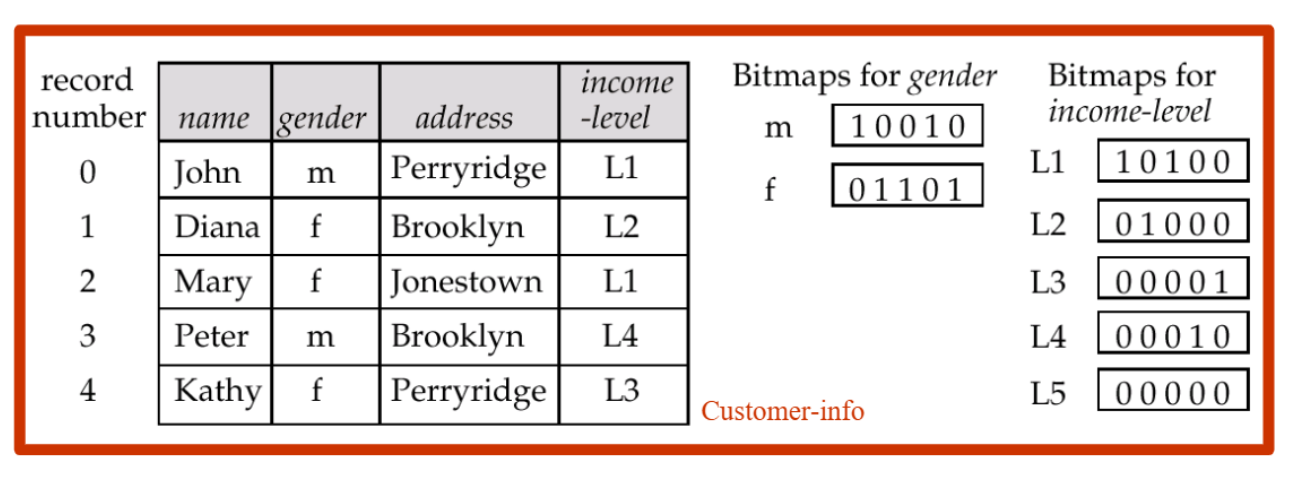 record number name gender address income -level
0 John m Perryridge L1
1 Diana f Brooklyn L2
2 Mary f Jonestown L1
3 Peter m Brooklyn L4
4 Kathy f Perryridge L3
Customer-info
Bitmaps for gender
m 10010
f 01101
Bitmaps for
income-level
L1 10100
L2 01000
L3 00001
L4 00010
L5 00000